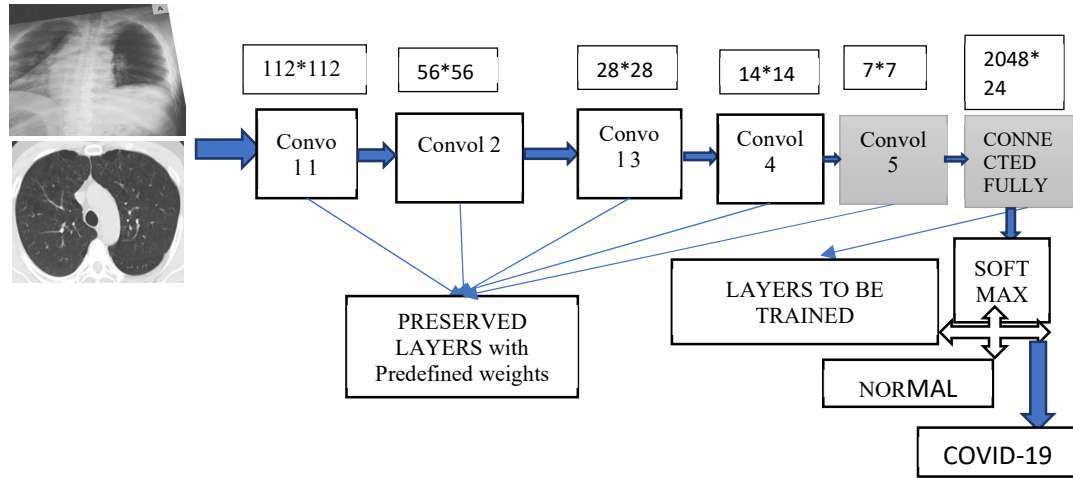 A
112*112
56*56
28*28
14*14
7*7
2048*
24
Convo
l 1
Convol 2
Convo
l 3
Convol
4
Convol
5
CONNE
CTED
FULLY
PRESERVED
LAYERS with
Predefined weights
LAYERS TO BE
TRAINED
SOFT
MAX
NORMAL
COVID-19